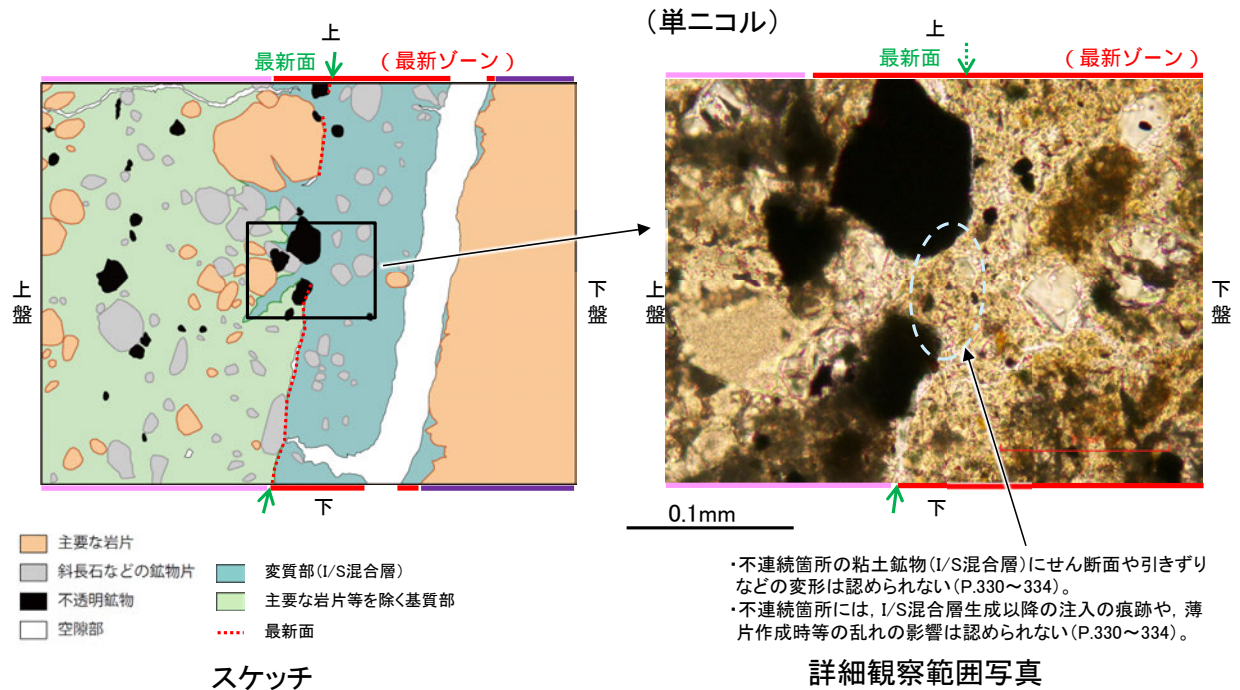 (単ニコル)
上
最新面
(最新ゾーン)
上盤
下盤
下
主要な岩片
斜長石などの鉱物片
不透明鉱物
空隙部
変質部(I/S混合層)
主要な岩片等を除く基質部
最新面
スケッチ
上
最新面
(最新ゾーン)
上盤
下盤
下
0.1mm
・不連続箇所の粘土鉱物(I/S混合層)にせん断面や引きずり
などの変形は認められない(P.330~334)。
・不連続箇所には, I/S混合層生成以降の注入の痕跡や, 薄
片作成時等の乱れの影響は認められない(P.330~334)。
詳細観察範囲写真